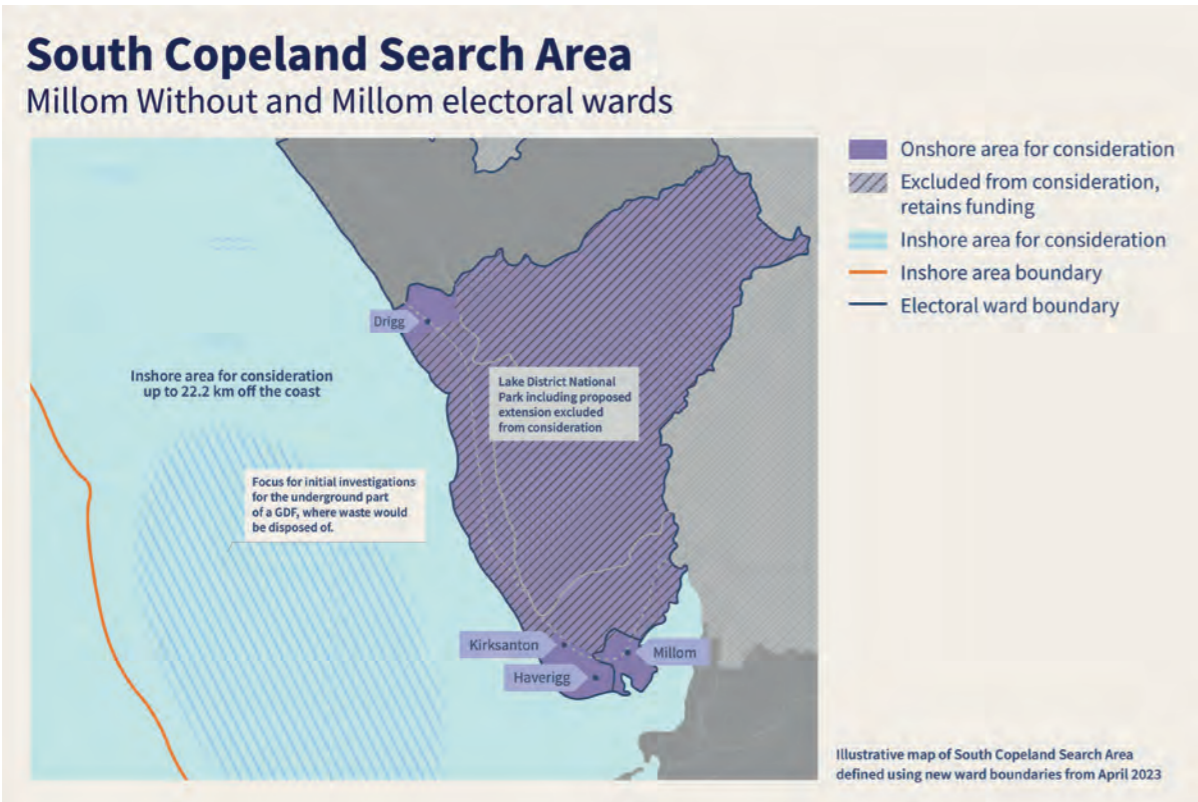 South Copeland Search Area
Millom Without and Millom electoral wards
Onshore area for consideration
Excluded from consideration,
retains funding
Inshore area for consideration
Inshore area boundary
Electoral ward boundary
Drigg
Inshore area for consideration
up to 22.2 km off the coast
Lake District National
Park including proposed
extension excluded
from consideration
Focus for initial investigations
for the underground part
of a GDF, where waste would
be disposed of.
Kirksanton
Millom
Haverigg
Illustrative map of South Copeland Search Area
defined using new ward boundaries from April 2023